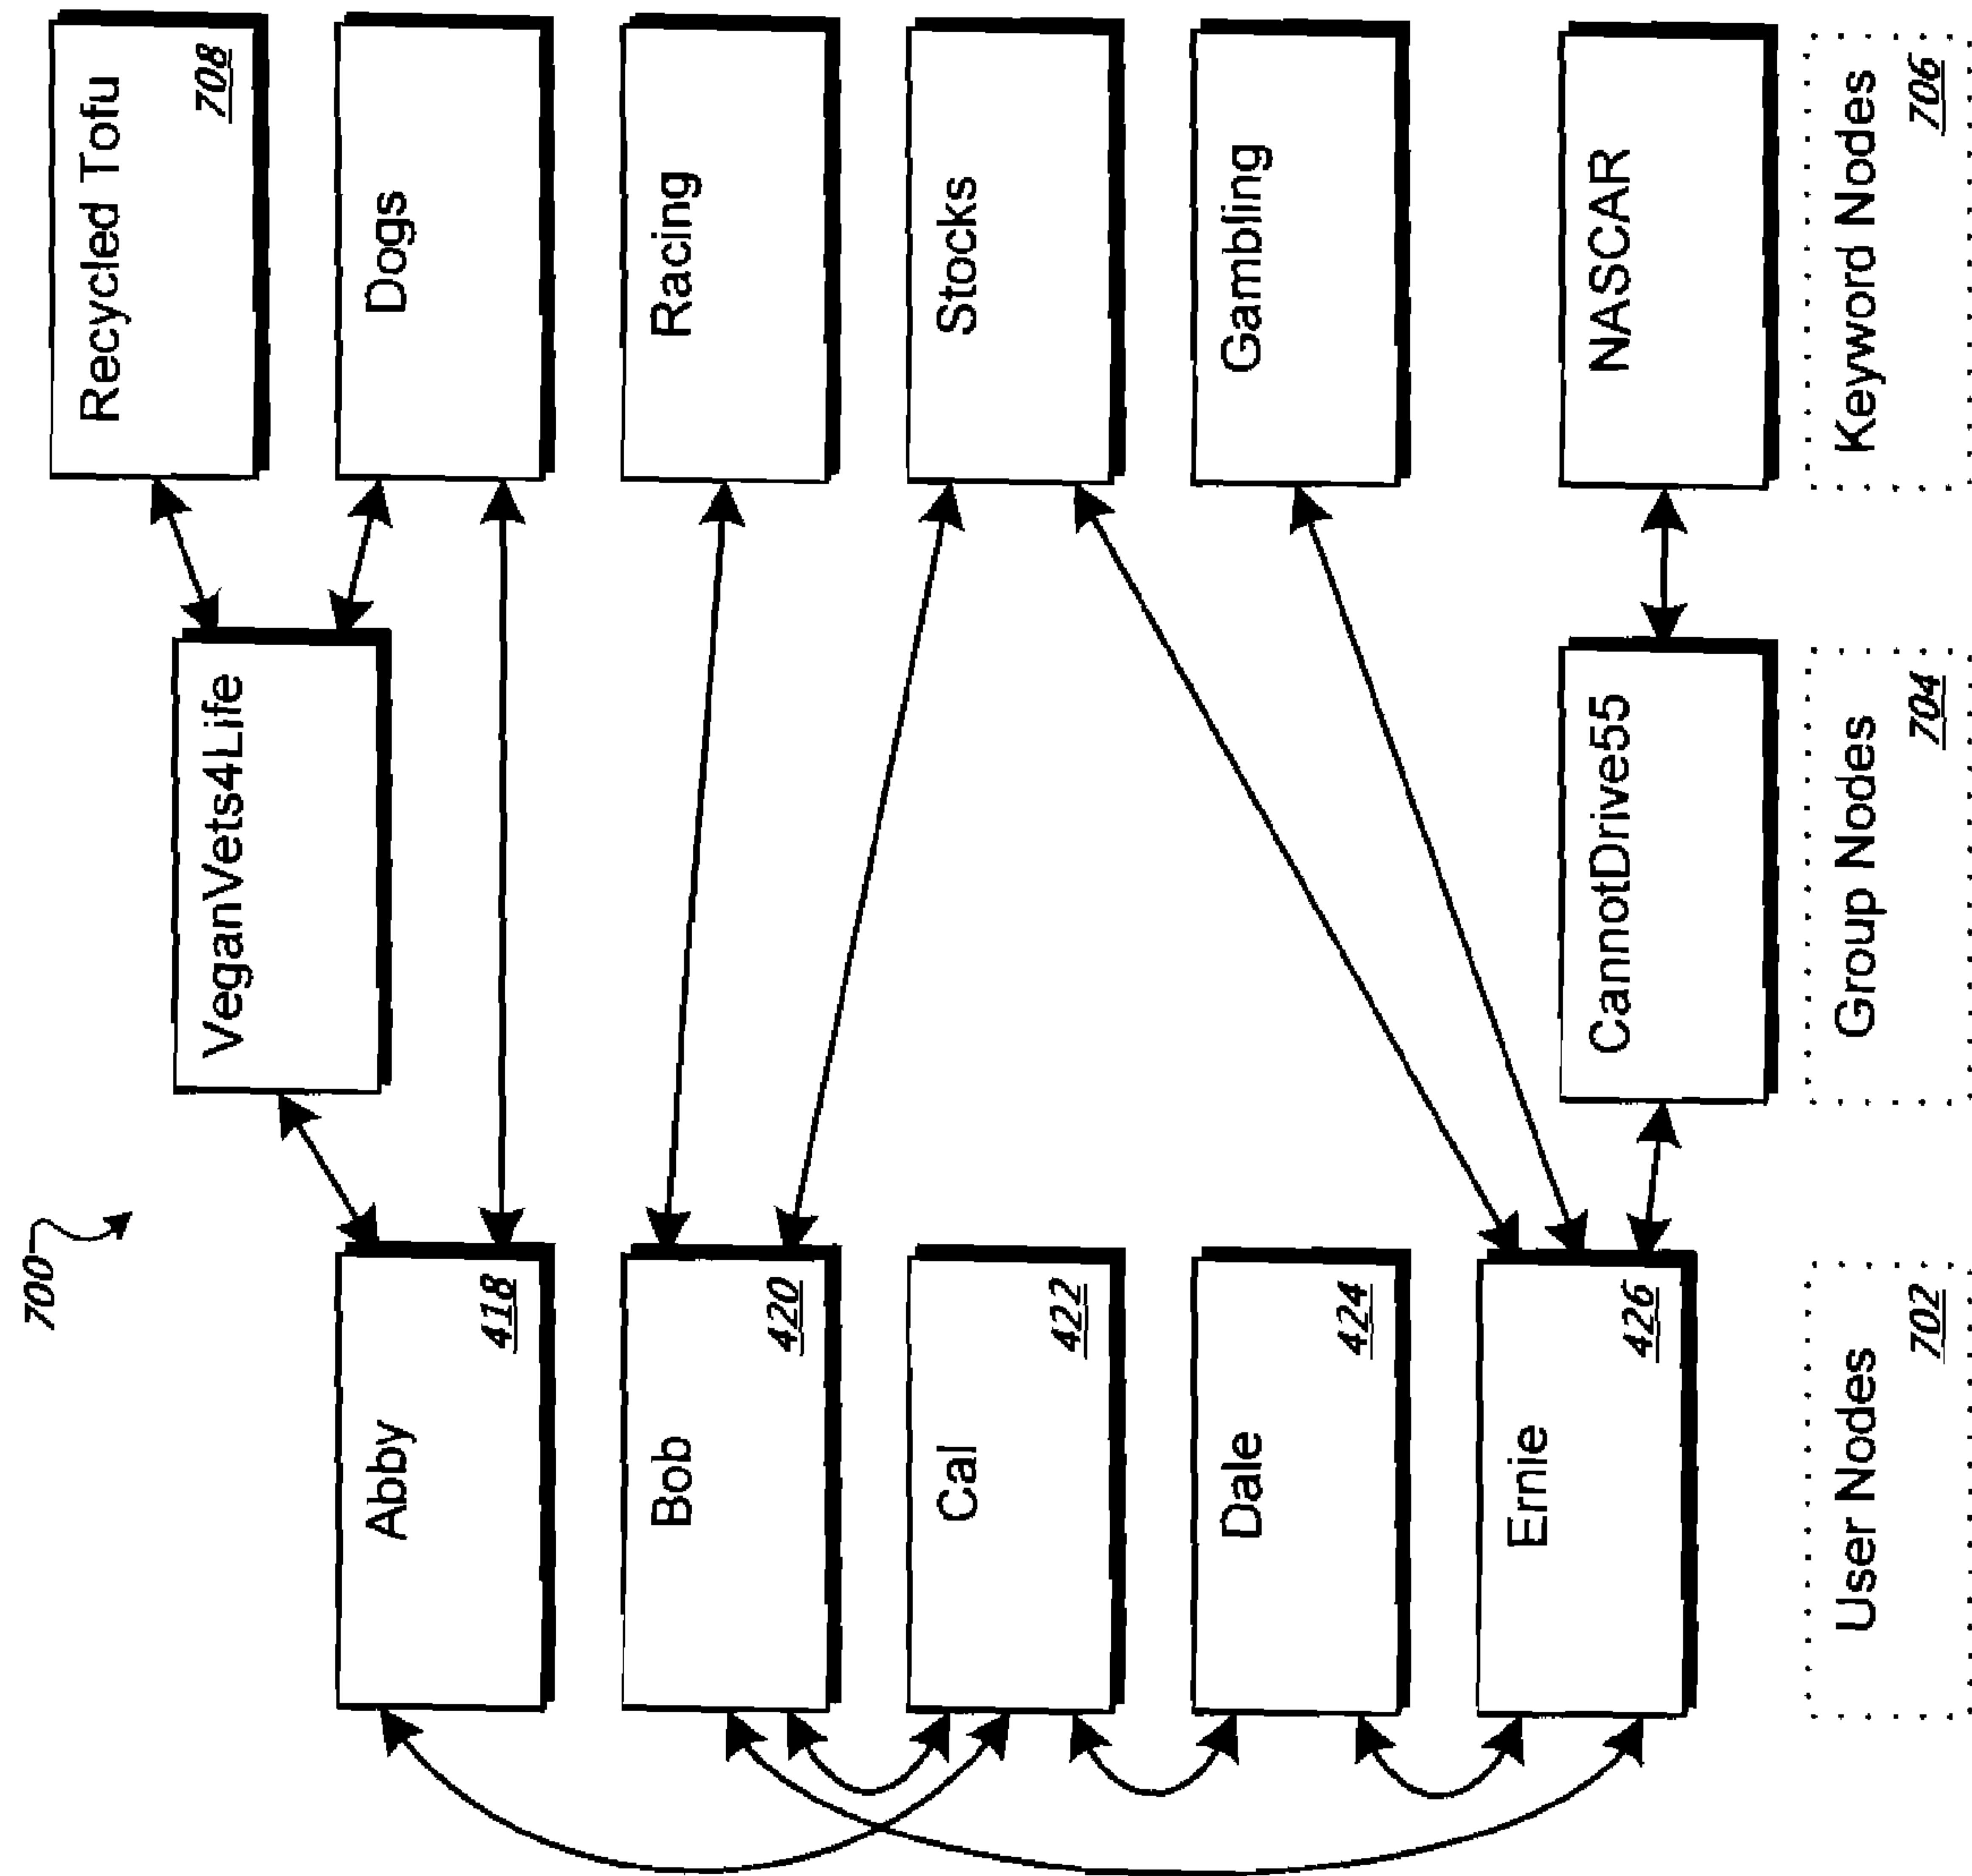 700
Abby
418
Bob
420
Cal
422
Dale
424
Ernie
426
User Nodes
702
VeganVets4Life
CannotDrive55
Group Nodes
704
Recycled Tofu
708
Dogs
Racing
Stocks
Gambling
NASCAR
Keyword Nodes
706